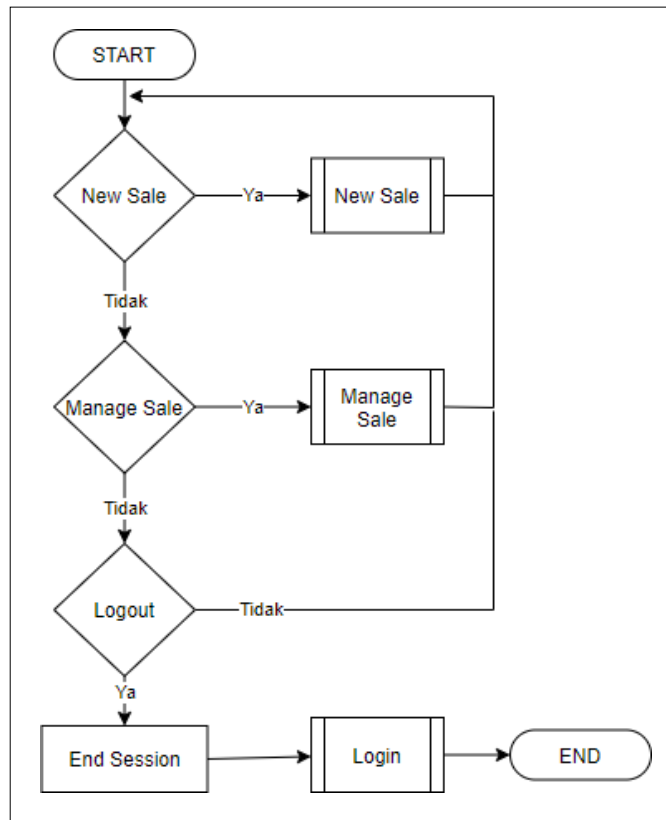 START
New Sale
Ya
New Sale
Tidak
Manage Sale
Ya
Manage
Sale
Tidak
Logout
Tidak
Ya
End Session
Login
END